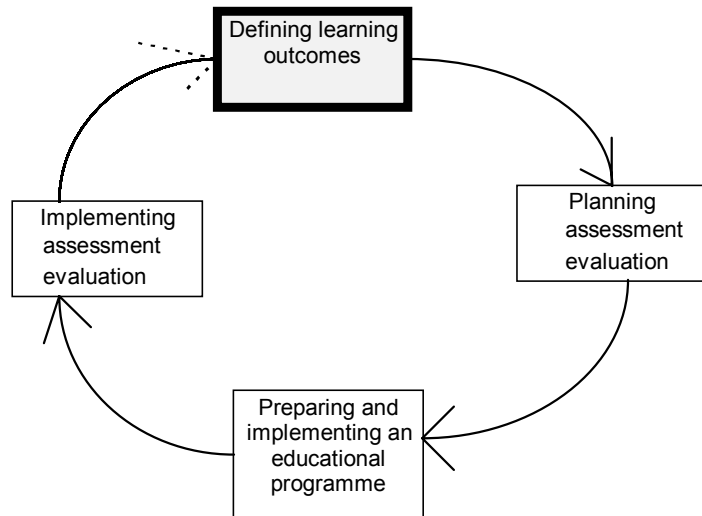 Defining learning
outcomes
Planning
assessment
evaluation
Preparing and
implementing an
educational
programme
Implementing
assessment
evaluation